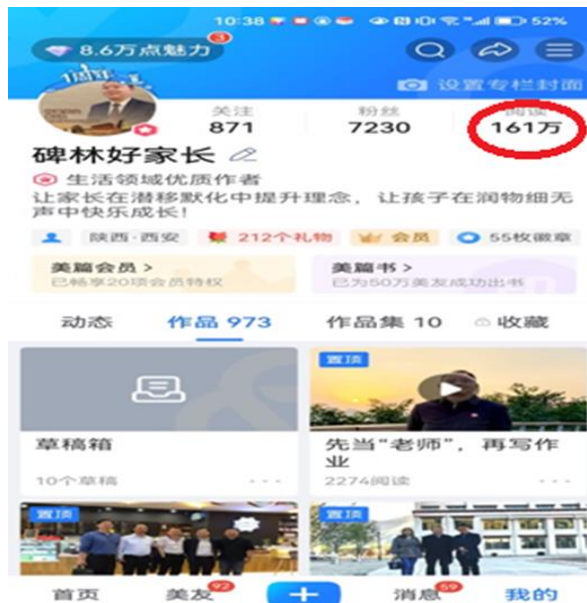 10:38
52%
8.6万点魅力
3
1周年
设置专栏封面
关注
粉丝
阅读
871
7230
161万
碑林好家长
生活领域优质作者
让家长在潜移默化中提升理念，让孩子在润物细无
声中快乐成长！
陕西·西安
212个礼物
会员
55枚徽章
美篇会员 >
美篇书 >
已畅享20项会员特权
已为50万美友成功出书
动态
作品 973
作品集 10
收藏
置顶
草稿箱
先当“老师”，再写作
业
10个草稿
2274阅读
置顶
置顶
首页
美友
92
+
消息
59
我的